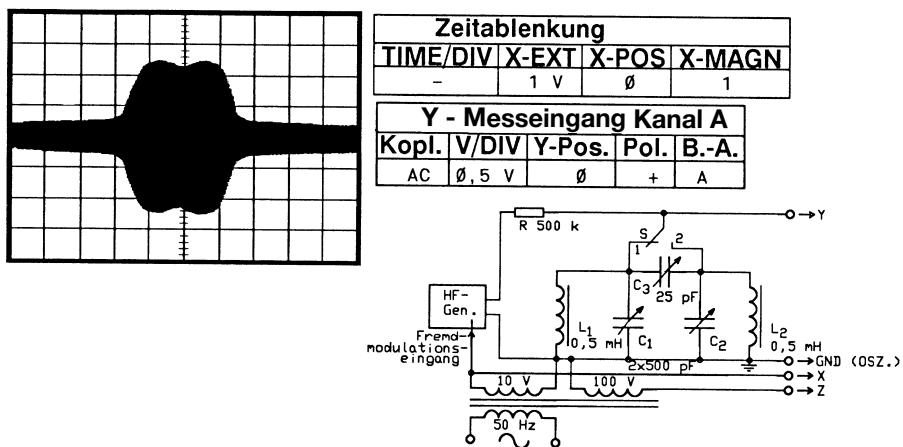 Zeitablenkung
TIME/DIV X-EXT X-POS X-MAGN
– 1 V Ø 1
Y - Messeingang Kanal A
Kopl. V/DIV Y-Pos. Pol. B.-A.
AC Ø,5 V Ø + A
R 500 k
→Y
S
1
2
HF-
Gen.
Fremd-
modulations-
eingang
L1
0,5 mH
C3
25 pF
C1
C2
2x500 pF
L2
0,5 mH
→GND (OSZ.)
→X
→Z
10 V
100 V
50 Hz